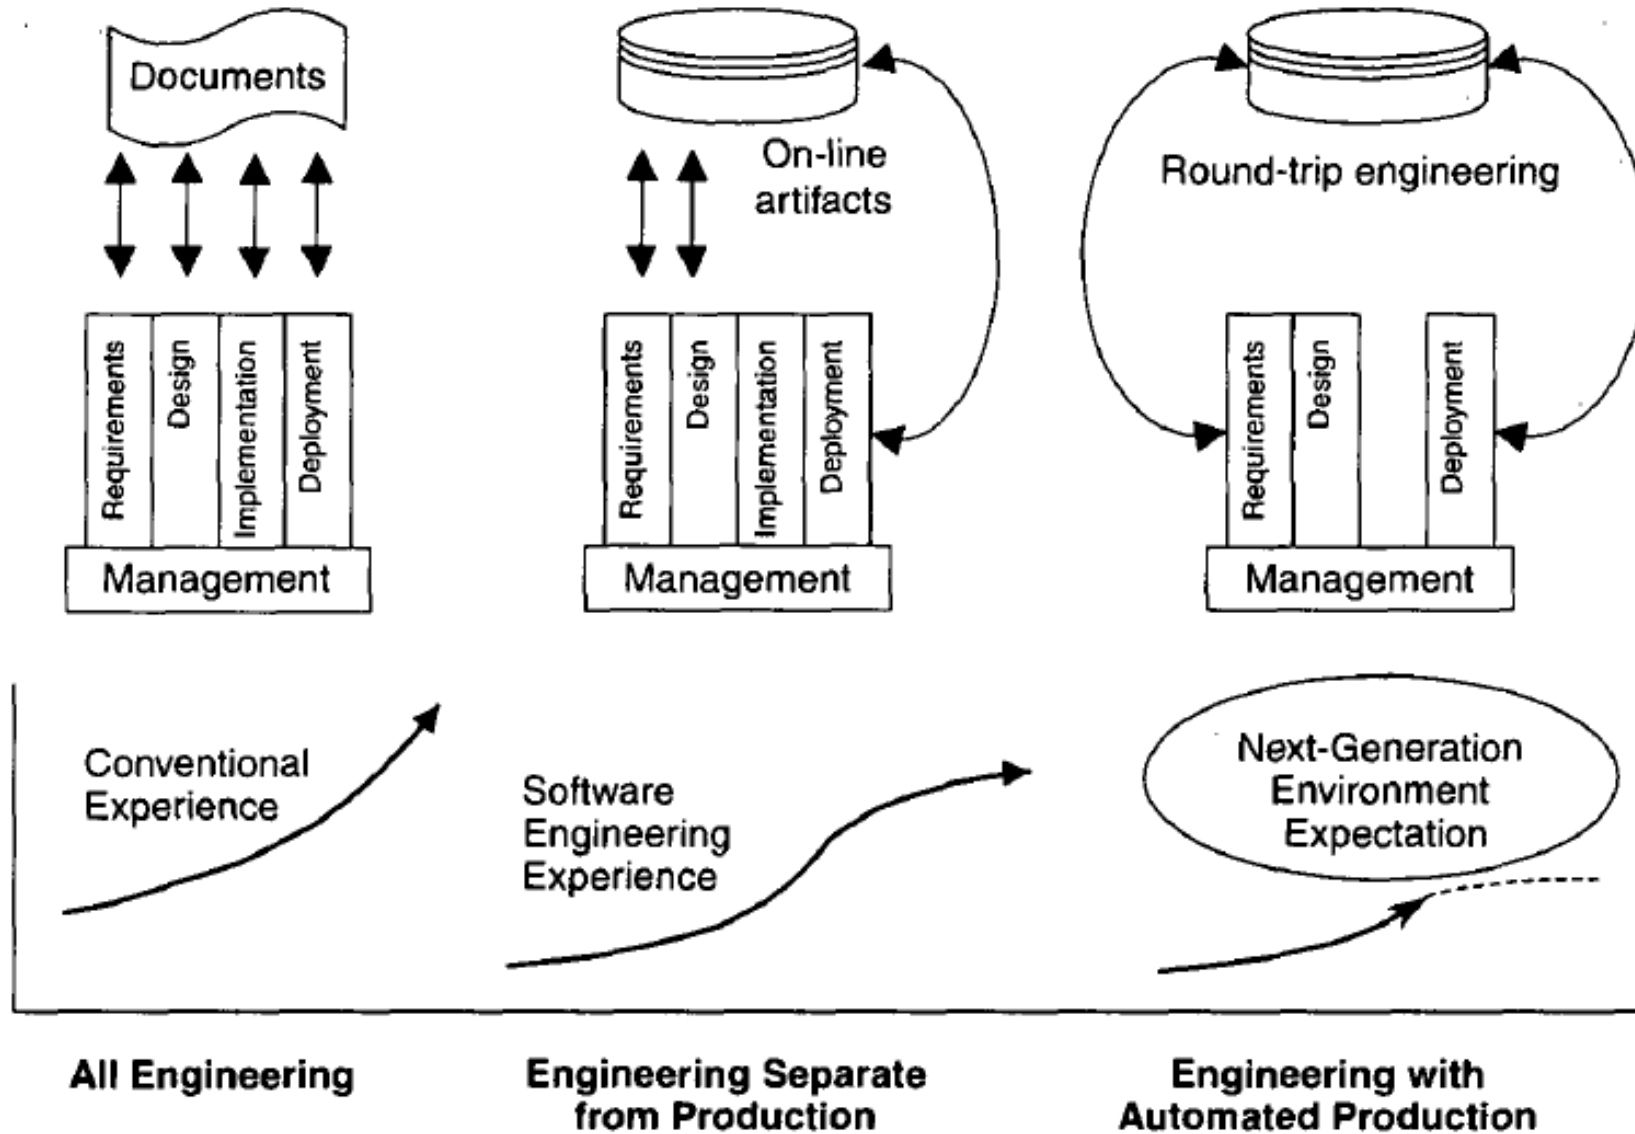 Documents
On-line
artifacts
Round-trip engineering
Requirements
Design
Implementation
Deployment
Management
Requirements
Design
Implementation
Deployment
Management
Requirements
Design
Deployment
Management
Conventional
Experience
Software
Engineering
Experience
Next-Generation
Environment
Expectation
All Engineering
Engineering Separate
from Production
Engineering with
Automated Production